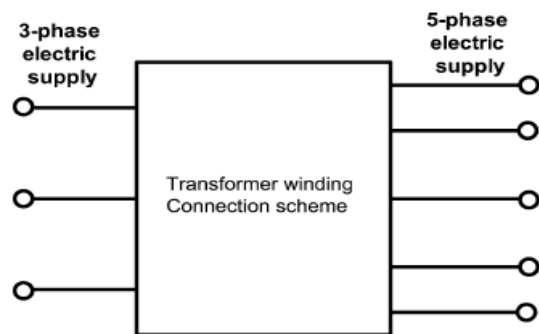 3-phase
electric
supply
5-phase
electric
supply
Transformer winding
Connection scheme